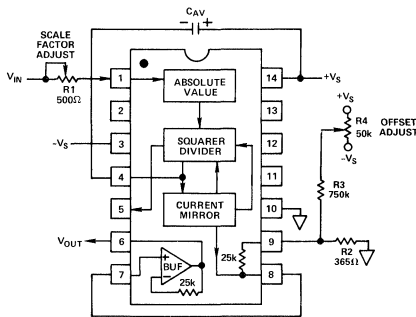 CAV
SCALE
FACTOR
ADJUST
VIN
R1
500Ω
− +
1
2
3
4
5
6
7
ABSOLUTE
VALUE
SQUARER
DIVIDER
CURRENT
MIRROR
BUF
+
−
25k
25k
14
13
12
11
10
9
8
+VS
−VS
VOUT
+VS
R4
50k
−VS
OFFSET
ADJUST
R3
750k
R2
365Ω